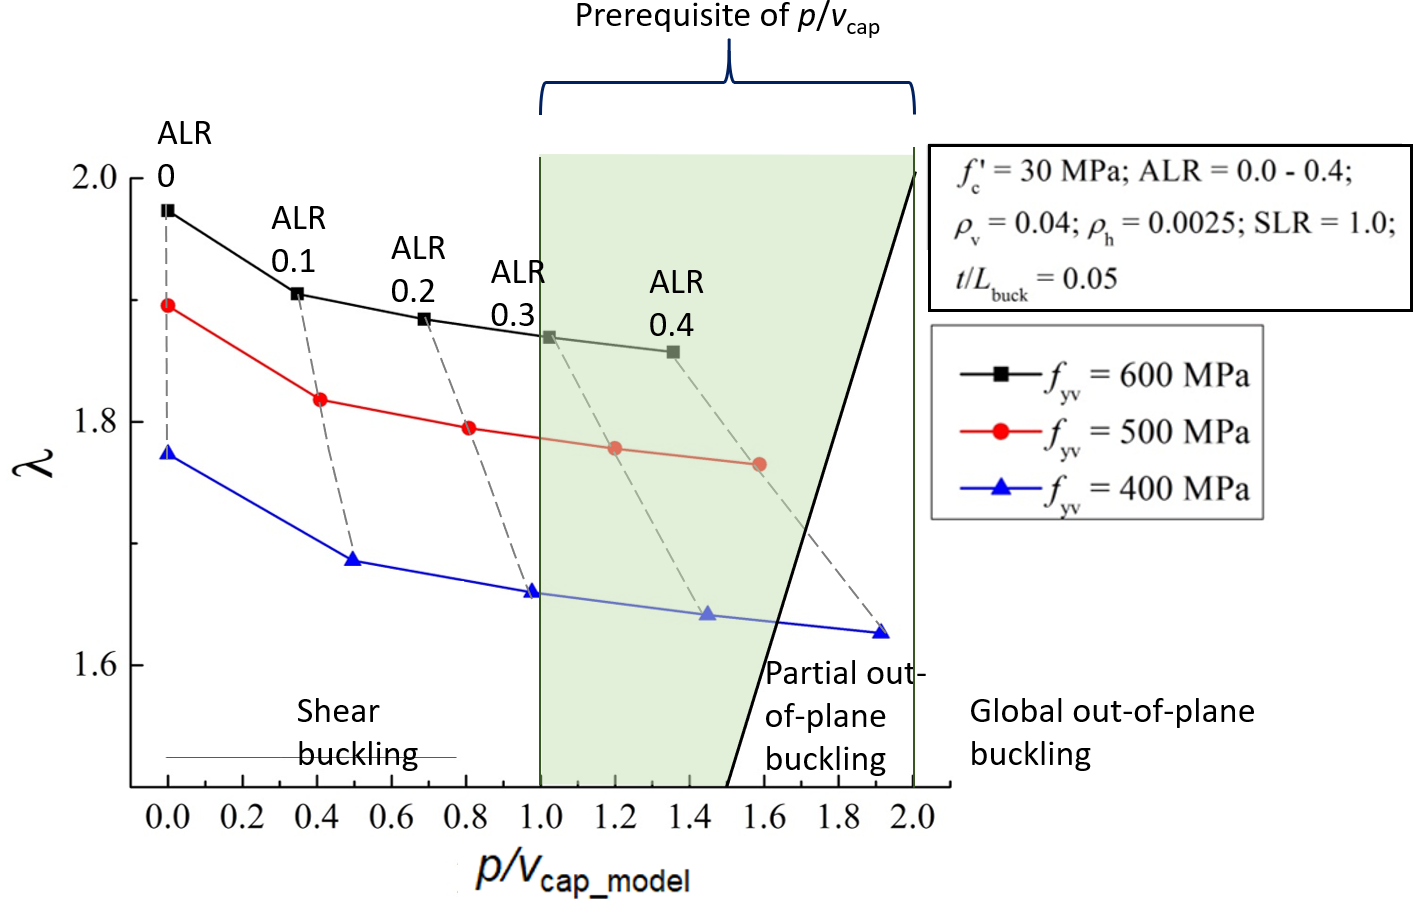 Prerequisite of p/vcap
ALR
0
ALR
0.1
ALR
0.2
ALR
0.3
ALR
0.4
fc' = 30 MPa; ALR = 0.0 - 0.4;
ρv = 0.04; ρh = 0.0025; SLR = 1.0;
t/Lbuck = 0.05
fyv = 600 MPa
fyv = 500 MPa
fyv = 400 MPa
2.0
1.8
1.6
λ
Shear
buckling
Partial out-
of-plane
buckling
Global out-of-plane
buckling
0.0 0.2 0.4 0.6 0.8 1.0 1.2 1.4 1.6 1.8 2.0
p/vcap_model